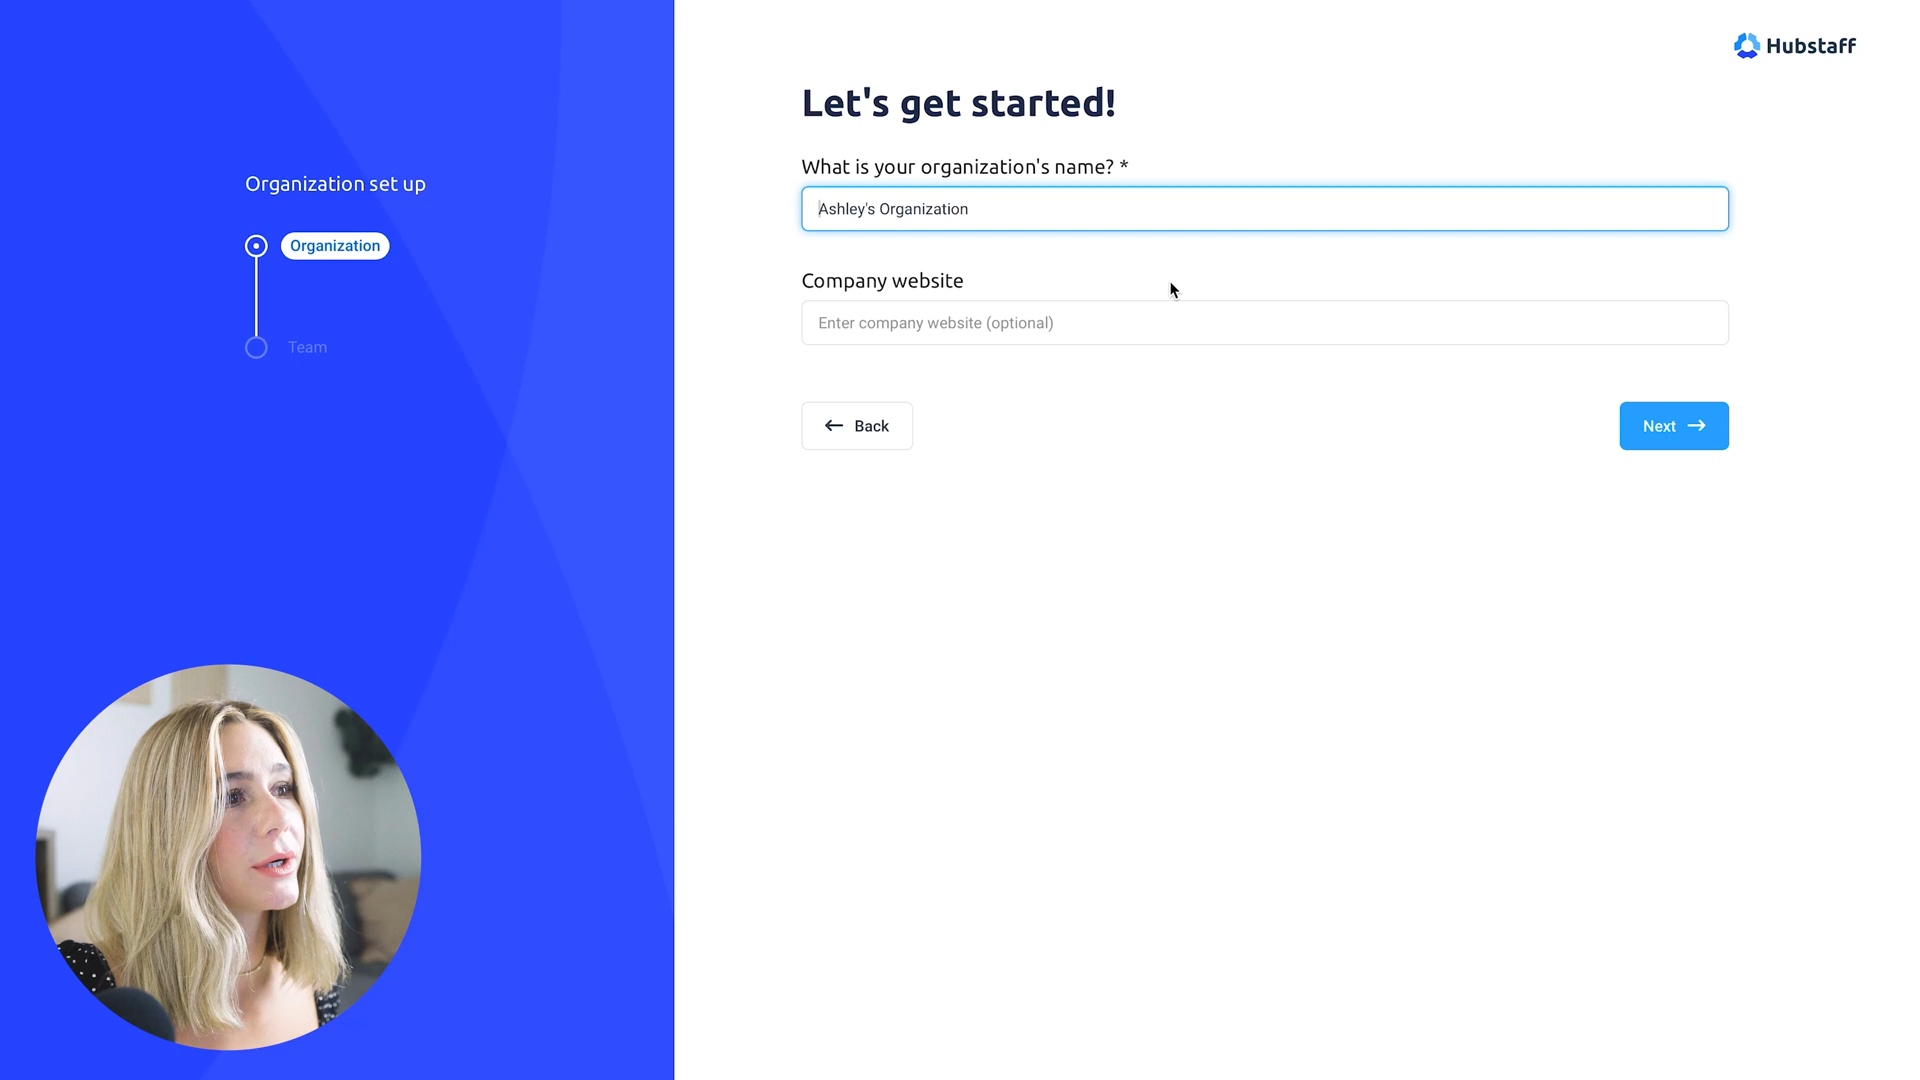 Hubstaff
Organization set up
Organization
Team
Let's get started!
What is your organization's name? *
Ashley's Organization
Company website
Enter company website (optional)
Back
Next